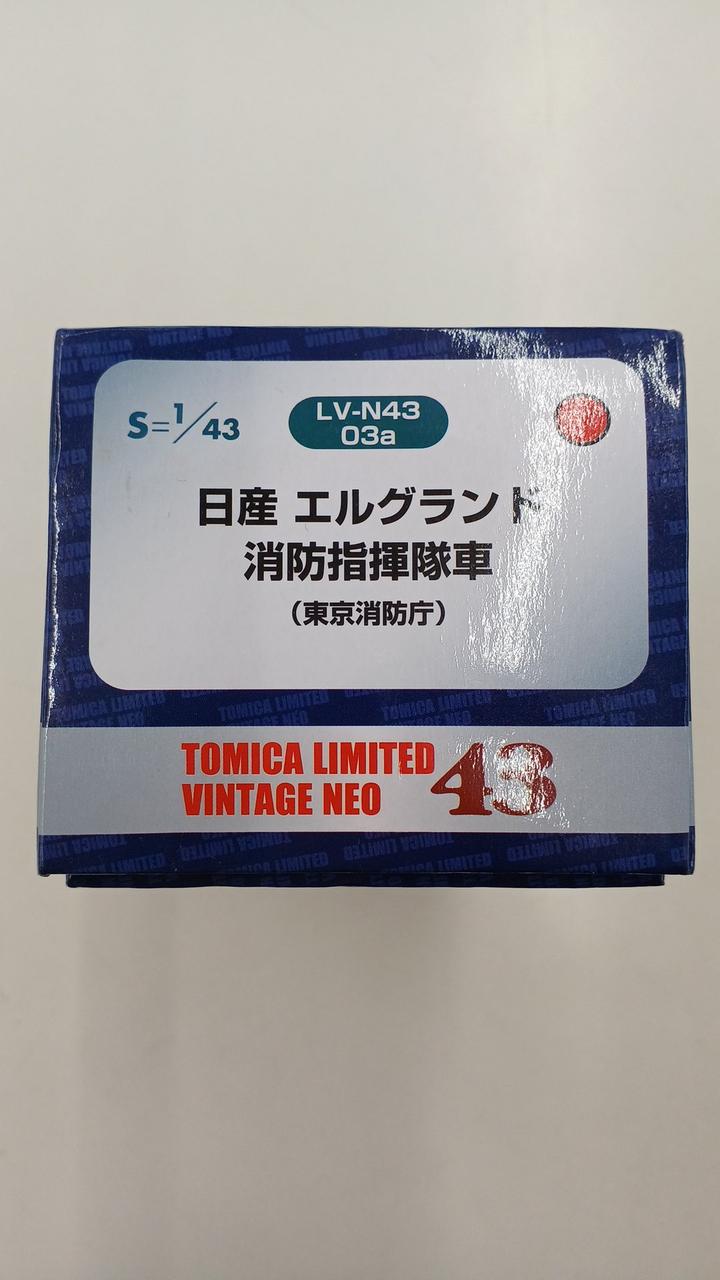 S=1/43
LV-N43
03a
日産 エルグランド
消防指揮隊車
（東京消防庁）
TOMICA LIMITED
VINTAGE NEO
43